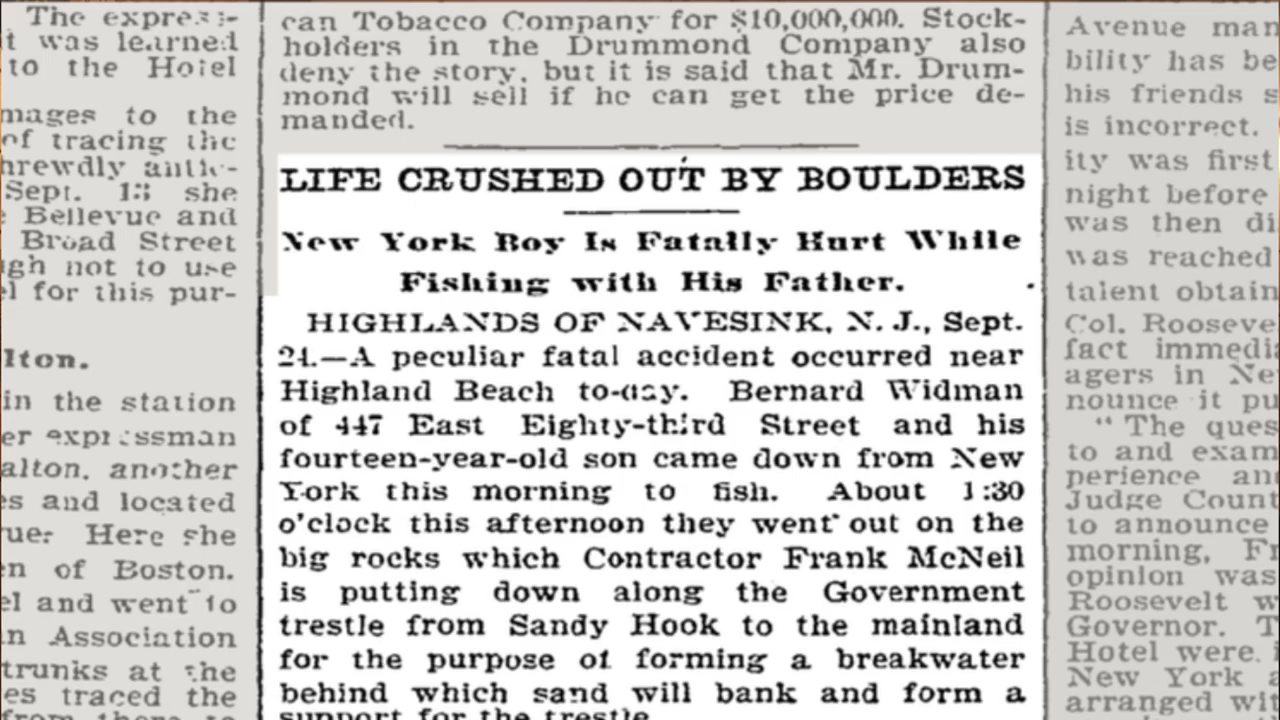 The expres:-
t was learned
to the Hotel
mages to the
of tracing the
hrewdly antic-
Sept. 13 she
Bellevue and
Broad Street
gh not to use
el for this pur-
lton.
in the station
er expressman
alton, another
es and located
rue: Here she
en of Boston.
el and went to
n Association
trunks at the
es traced the
from there to
can Tobacco Company for $10,000,000. Stock-
holders in the Drummond Company also
deny the story, but it is said that Mr. Drum-
mond will sell if he can get the price de-
manded.
LIFE CRUSHED OUT BY BOULDERS
New York Boy Is Fatally Hurt While
Fishing with His Father.
HIGHLANDS OF NAVESINK, N. J., Sept.
24.—A peculiar fatal accident occurred near
Highland Beach to-day. Bernard Widman
of 447 East Eighty-third Street and his
fourteen-year-old son came down from New
York this morning to fish. About 1:30
o'clock this afternoon they went out on the
big rocks which Contractor Frank McNeil
is putting down along the Government
trestle from Sandy Hook to the mainland
for the purpose of forming a breakwater
behind which sand will bank and form a
support for the trestle.
Avenue man
bility has be
his friends s
is incorrect.
ity was first
night before
was then di
was reached
talent obtain
Col. Rooseve
fact immedia
agers in Ne
nounce it pu
" The ques
to and exam
perience an
Judge Count
to announce
morning, Fr
opinion was
Roosevelt w
Governor. T
Hotel were.
New York a
arranged wit